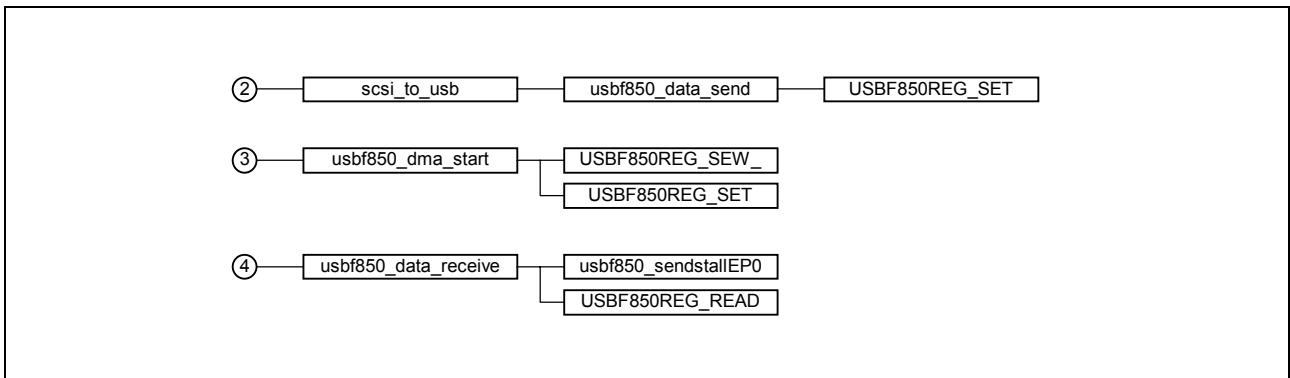 ② scsi_to_usb usbf850_data_send USBF850REG_SET
③ usbf850_dma_start USBF850REG_SEW_
USBF850REG_SET
④ usbf850_data_receive usbf850_sendstallEP0
USBF850REG_READ